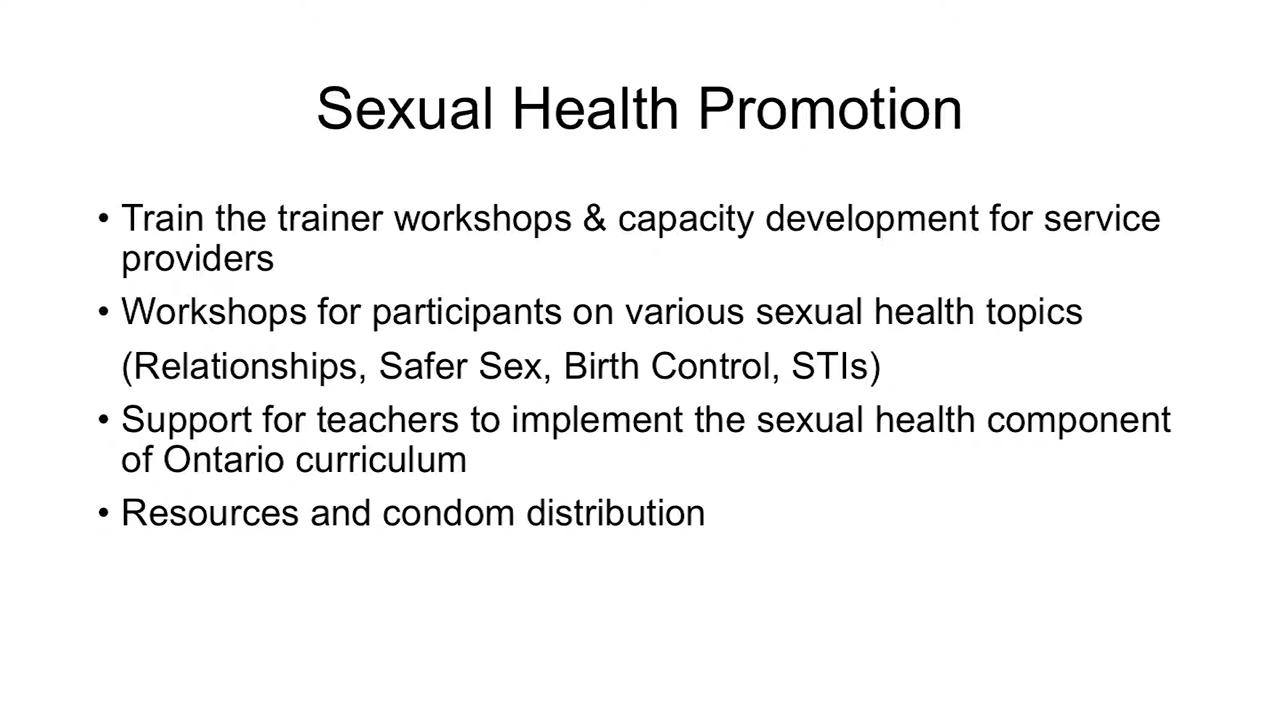 Sexual Health Promotion
• Train the trainer workshops & capacity development for service
providers
• Workshops for participants on various sexual health topics
(Relationships, Safer Sex, Birth Control, STIs)
• Support for teachers to implement the sexual health component
of Ontario curriculum
• Resources and condom distribution